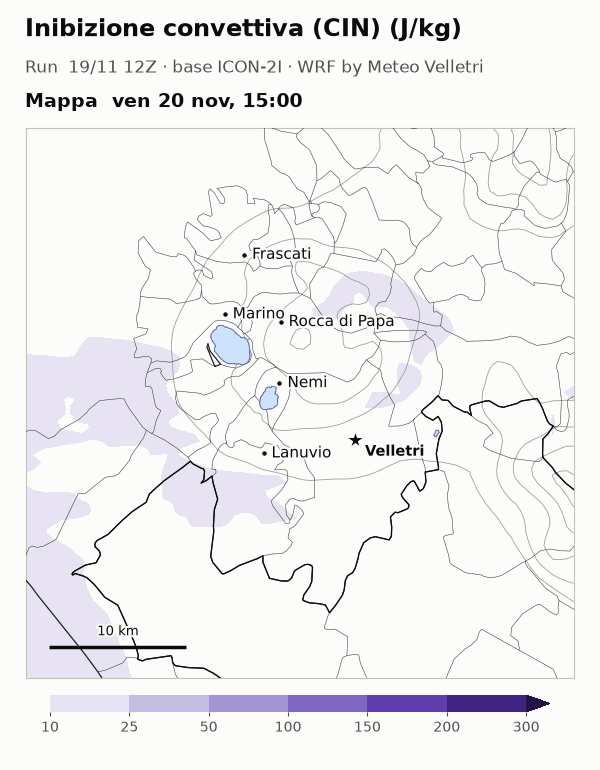 Inibizione convettiva (CIN) (J/kg)
Run  19/11 12Z · base ICON-2I · WRF by Meteo Velletri
Mappa  ven 20 nov, 15:00
Frascati
Marino
Rocca di Papa
Nemi
Velletri
Lanuvio
10 km
10 25 50 100 150 200 300